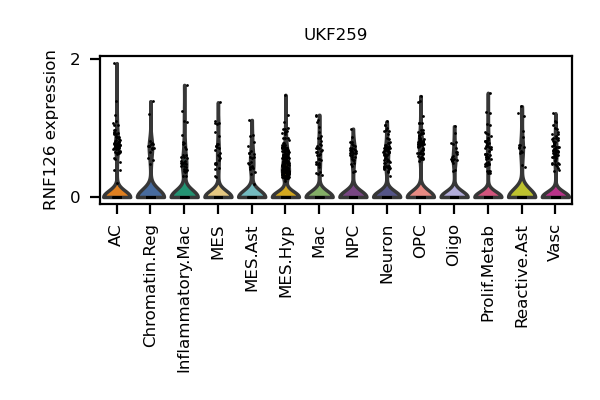 UKF259
RNF126 expression
2
0
AC
Chromatin.Reg
Inflammatory.Mac
MES
MES.Ast
MES.Hyp
Mac
NPC
Neuron
OPC
Oligo
Prolif.Metab
Reactive.Ast
Vasc